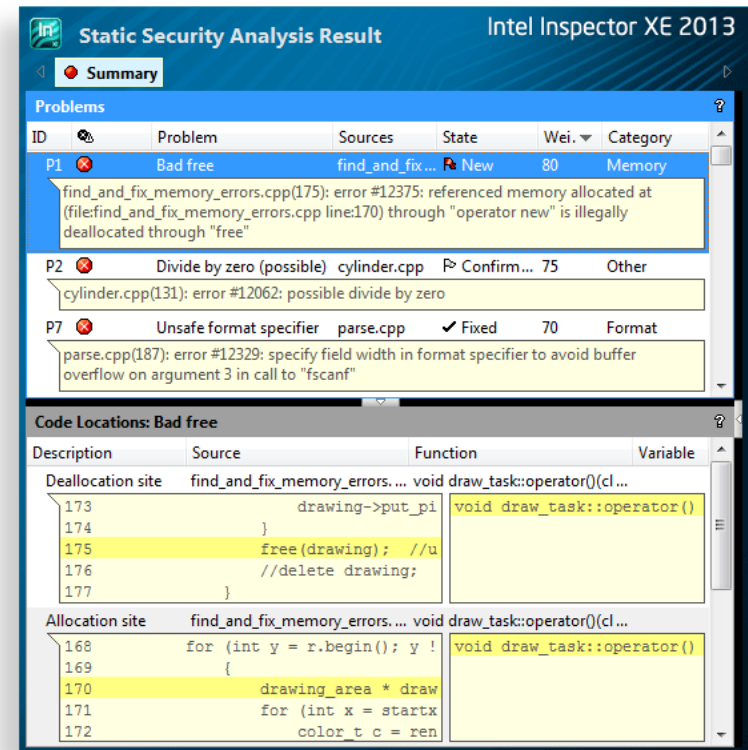 Static Security Analysis Result Intel Inspector XE 2013
Summary
Problems ?
ID Problem Sources State Wei. Category
P1 Bad free find_and_fix ... New 80 Memory
find_and_fix_memory_errors.cpp(175): error #12375: referenced memory allocated at
(file:find_and_fix_memory_errors.cpp line:170) through "operator new" is illegally
deallocated through "free"
P2 Divide by zero (possible) cylinder.cpp Confirm... 75 Other
cylinder.cpp(131): error #12062: possible divide by zero
P7 Unsafe format specifier parse.cpp Fixed 70 Format
parse.cpp(187): error #12329: specify field width in format specifier to avoid buffer
overflow on argument 3 in call to "fscanf"
Code Locations: Bad free ?
Description Source Function Variable
Deallocation site find_and_fix_memory_errors. ... void draw_task::operator()(cl ...
173 drawing->put_pi void draw_task::operator()
174 }
175 free(drawing); //u
176 //delete drawing;
177 }
Allocation site find_and_fix_memory_errors. ... void draw_task::operator()(cl ...
168 for (int y = r.begin(); y ! void draw_task::operator()
169 {
170 drawing_area * draw
171 for (int x = startx
172 color_t c = ren